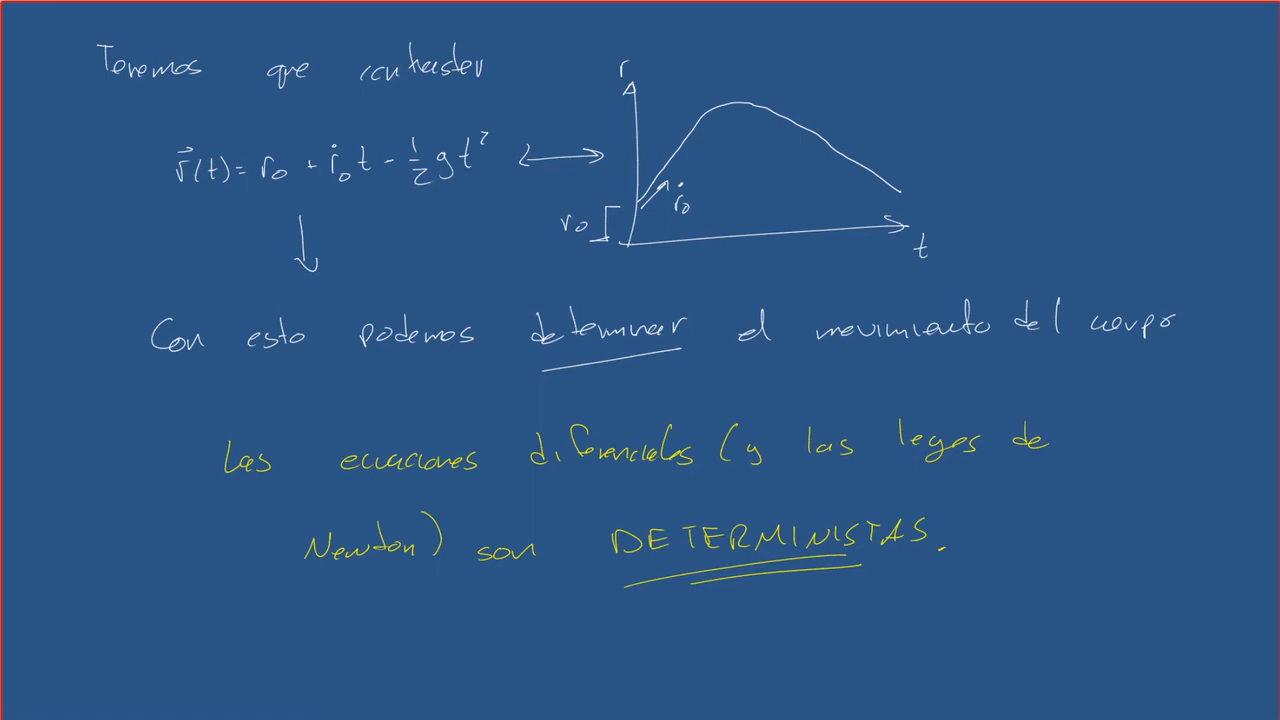 Tenemos que contrastar
r
r⃗(t) = r₀ + ṙ₀t - ½gt²
ṙ₀
r₀
t
Con esto podemos determinar el movimiento del cuerpo
Las ecuaciones diferenciales (y las leyes de
Newton) son DETERMINISTAS.